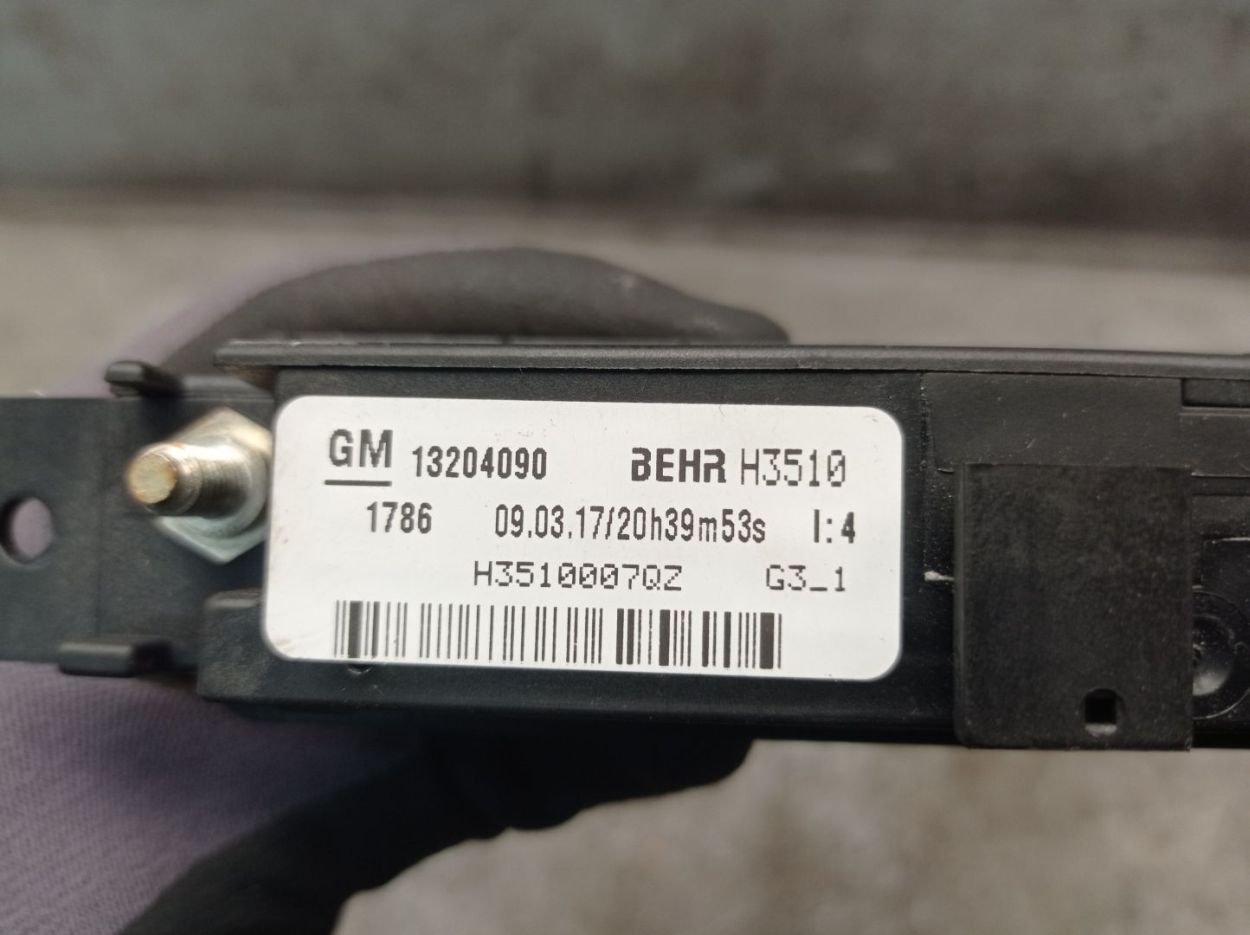 GM 13204090 BEHR H3510
1786 09.03.17/20h39m53s I:4
H3510007QZ G3_1